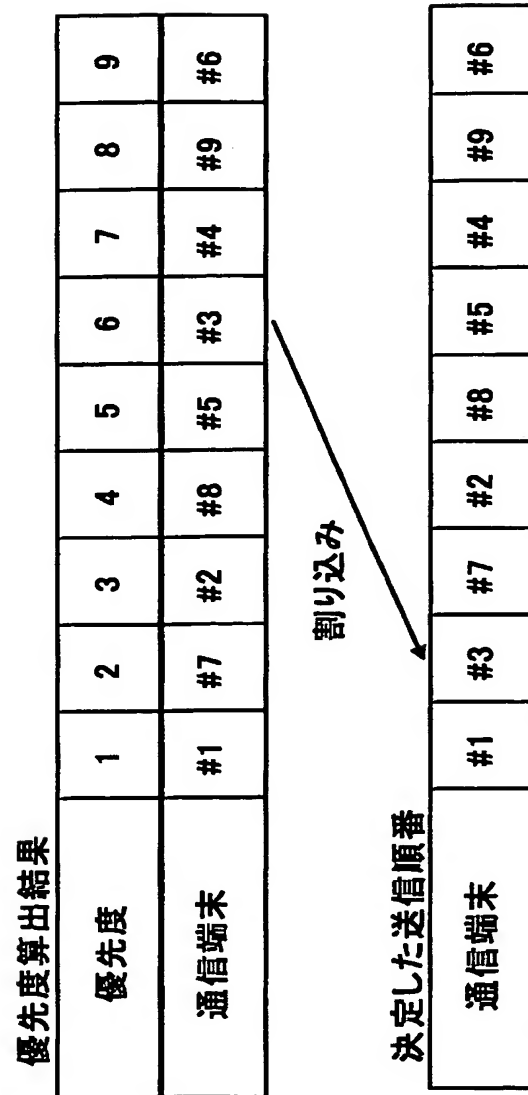 優先度算出結果
優先度 1 2 3 4 5 6 7 8 9
通信端末 #1 #7 #2 #8 #5 #3 #4 #9 #6
割り込み
決定した送信順番
通信端末 #1 #3 #7 #2 #8 #5 #4 #9 #6